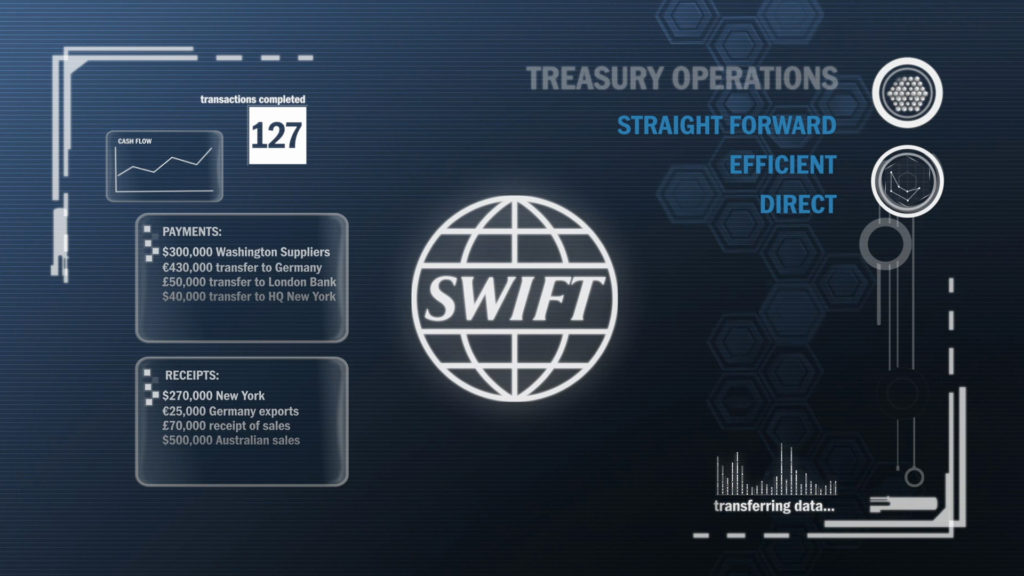 transactions completed
127
CASH FLOW
PAYMENTS:
$300,000 Washington Suppliers
€430,000 transfer to Germany
£50,000 transfer to London Bank
$40,000 transfer to HQ New York
RECEIPTS:
$270,000 New York
€25,000 Germany exports
£70,000 receipt of sales
$500,000 Australian sales
SWIFT
TREASURY OPERATIONS
STRAIGHT FORWARD
EFFICIENT
DIRECT
transferring data...